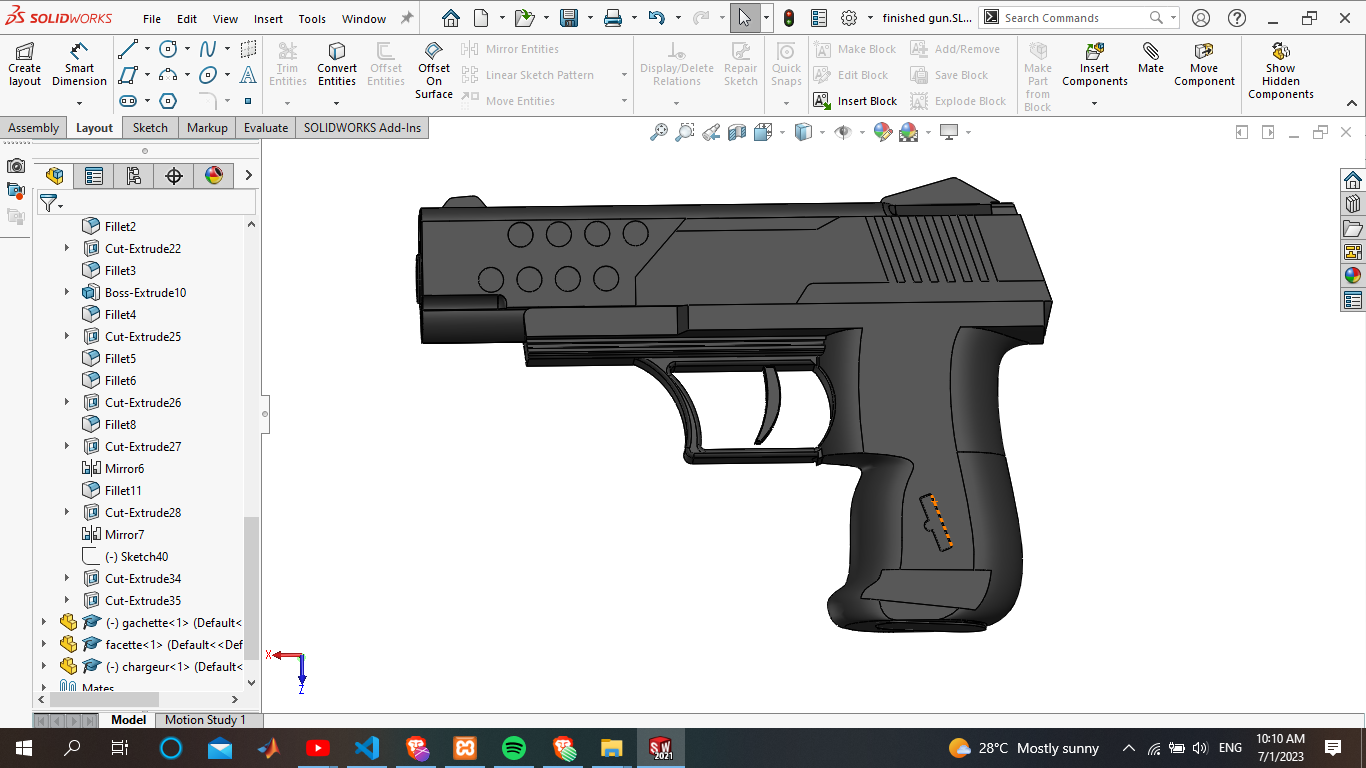 SOLIDWORKS File Edit View Insert Tools Window finished gun.SL... Search Commands
Create layout
Smart Dimension
Trim Entities
Convert Entities
Offset Entities
Offset On Surface
Mirror Entities
Linear Sketch Pattern
Move Entities
Display/Delete Relations
Repair Sketch
Quick Snaps
Make Block
Edit Block
Insert Block
Add/Remove
Save Block
Explode Block
Make Part from Block
Insert Components
Mate
Move Component
Show Hidden Components
Assembly Layout Sketch Markup Evaluate SOLIDWORKS Add-Ins
Fillet2
Cut-Extrude22
Fillet3
Boss-Extrude10
Fillet4
Cut-Extrude25
Fillet5
Fillet6
Cut-Extrude26
Fillet8
Cut-Extrude27
Mirror6
Fillet11
Cut-Extrude28
Mirror7
(-) Sketch40
Cut-Extrude34
Cut-Extrude35
(-) gachette<1> (Default<
facette<1> (Default<<Def
(-) chargeur<1> (Default<
Mates
X
Z
Model Motion Study 1
SW 2021
28°C Mostly sunny ENG
10:10 AM
7/1/2023